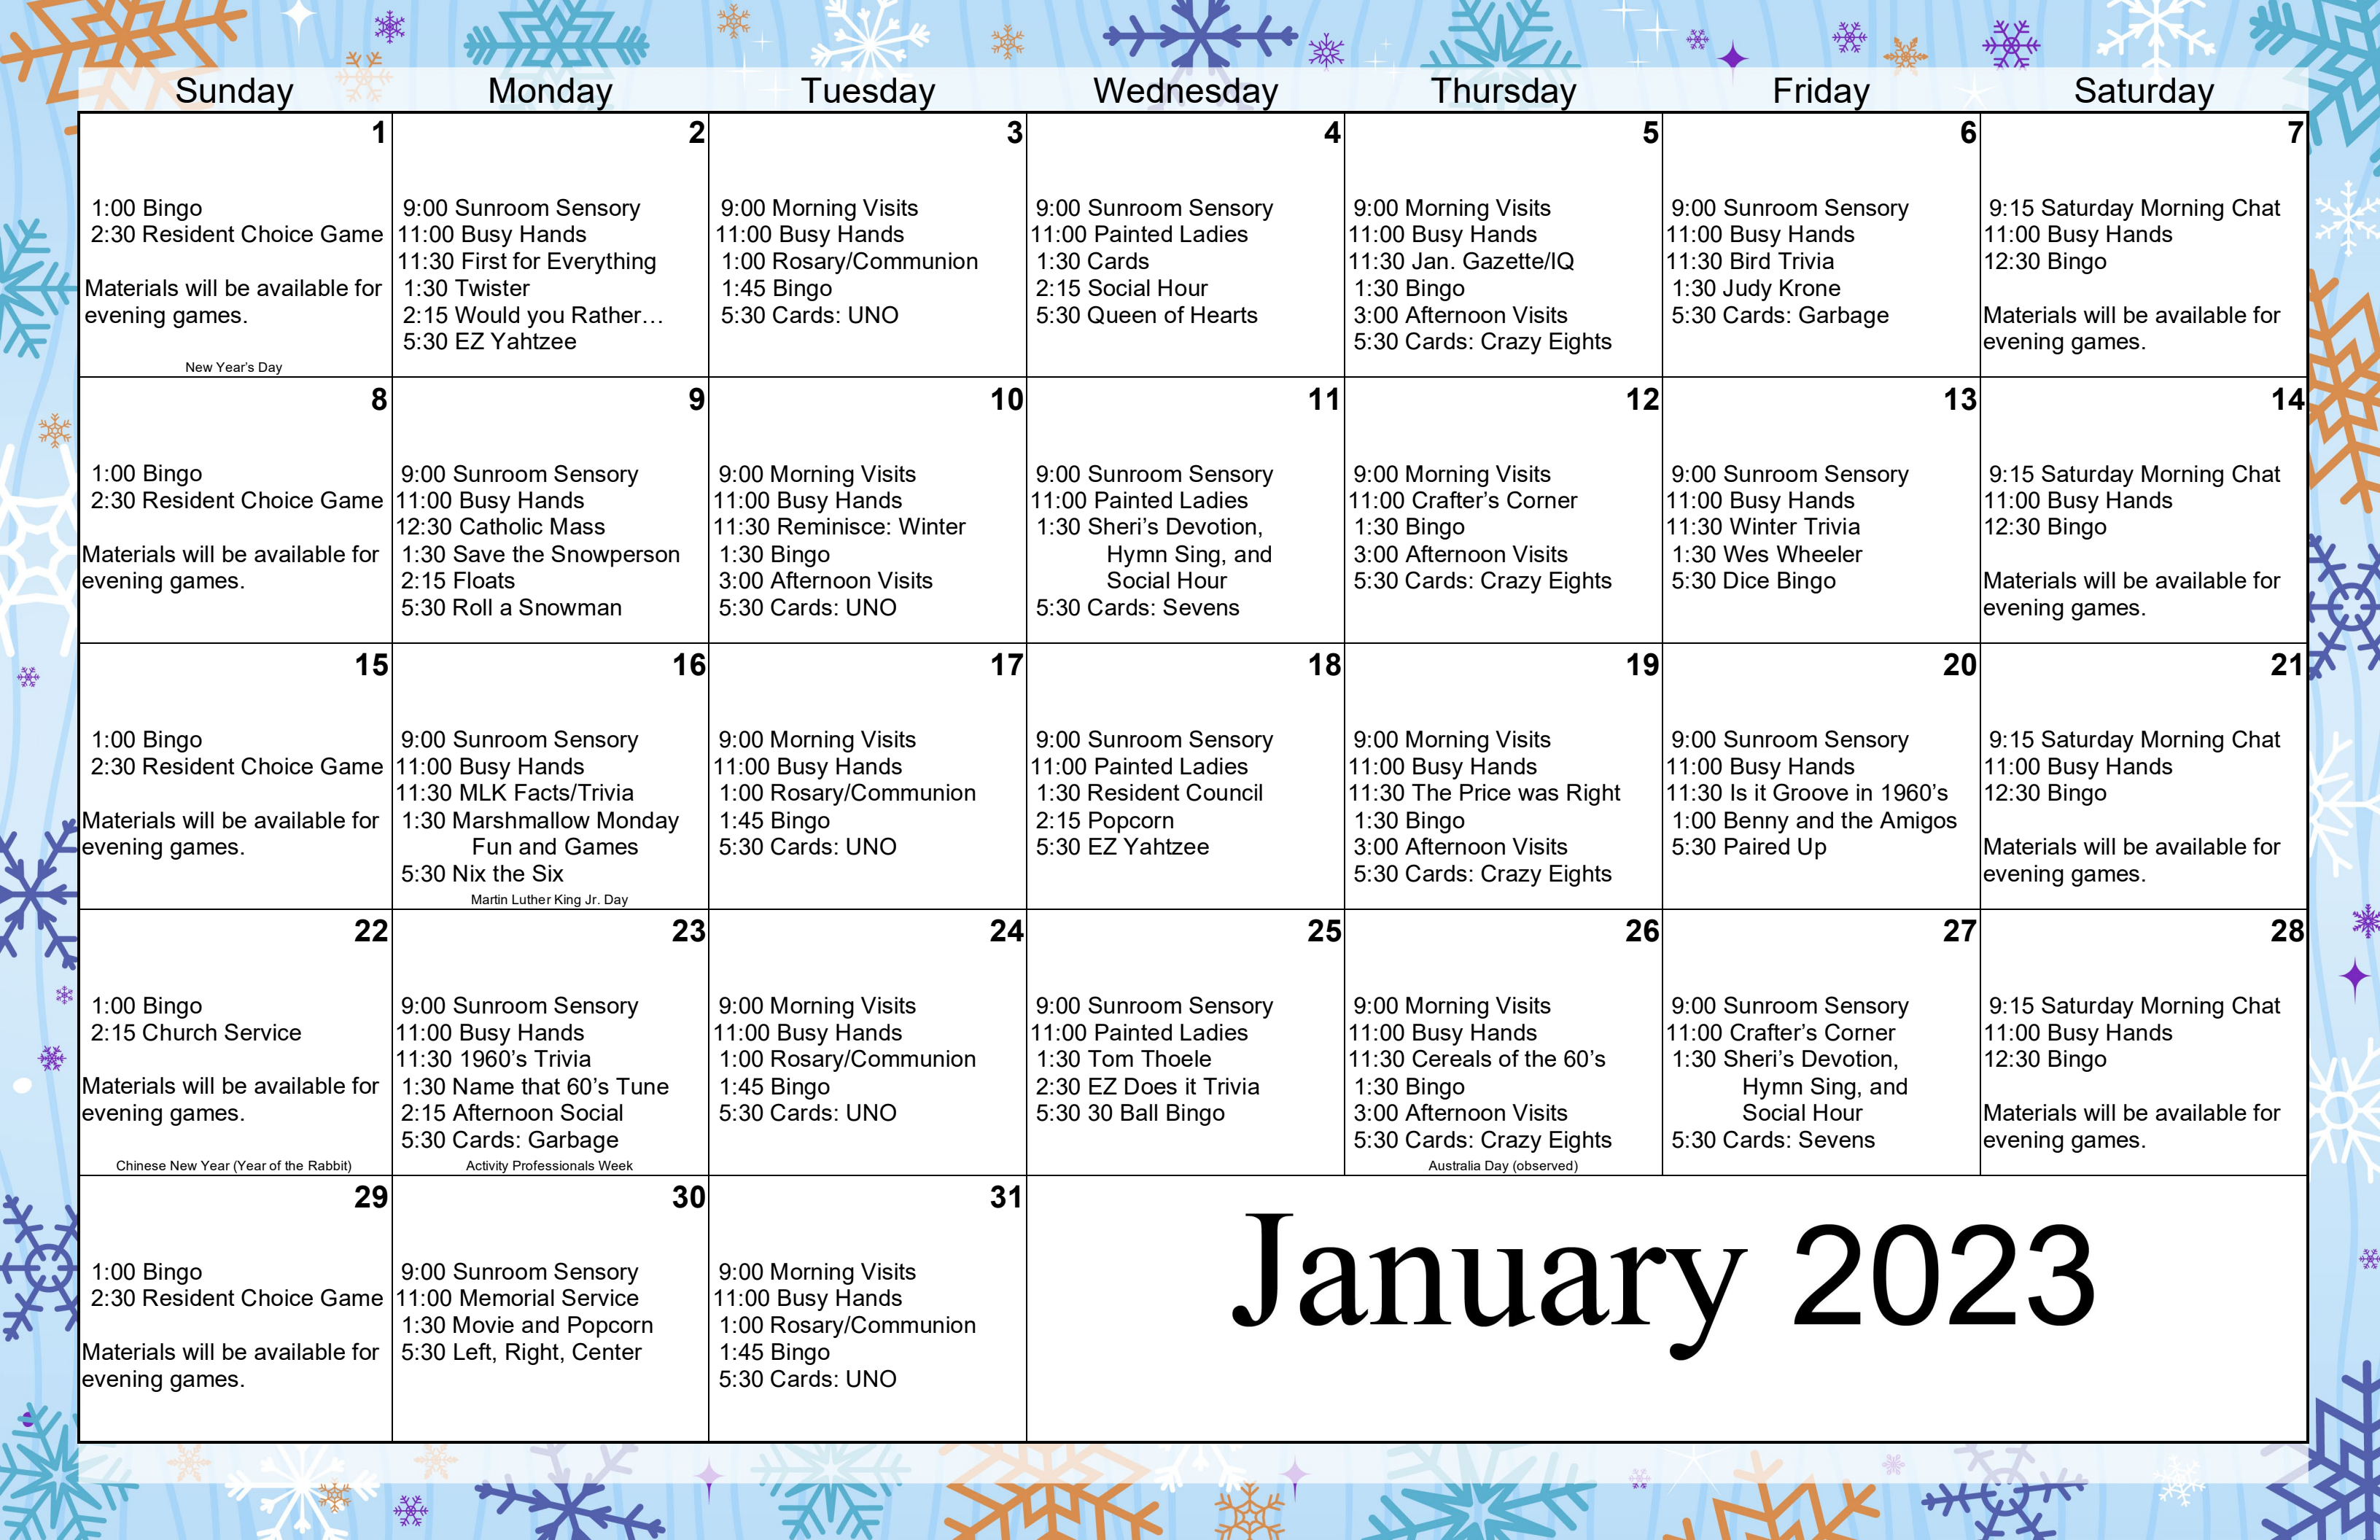 Sunday Monday Tuesday Wednesday Thursday Friday Saturday
1
1:00 Bingo
2:30 Resident Choice Game
Materials will be available for
evening games.
New Year's Day
2
9:00 Sunroom Sensory
11:00 Busy Hands
11:30 First for Everything
1:30 Twister
2:15 Would you Rather…
5:30 EZ Yahtzee
3
9:00 Morning Visits
11:00 Busy Hands
1:00 Rosary/Communion
1:45 Bingo
5:30 Cards: UNO
4
9:00 Sunroom Sensory
11:00 Painted Ladies
1:30 Cards
2:15 Social Hour
5:30 Queen of Hearts
5
9:00 Morning Visits
11:00 Busy Hands
11:30 Jan. Gazette/IQ
1:30 Bingo
3:00 Afternoon Visits
5:30 Cards: Crazy Eights
6
9:00 Sunroom Sensory
11:00 Busy Hands
11:30 Bird Trivia
1:30 Judy Krone
5:30 Cards: Garbage
7
9:15 Saturday Morning Chat
11:00 Busy Hands
12:30 Bingo
Materials will be available for
evening games.
8
1:00 Bingo
2:30 Resident Choice Game
Materials will be available for
evening games.
9
9:00 Sunroom Sensory
11:00 Busy Hands
12:30 Catholic Mass
1:30 Save the Snowperson
2:15 Floats
5:30 Roll a Snowman
10
9:00 Morning Visits
11:00 Busy Hands
11:30 Reminisce: Winter
1:30 Bingo
3:00 Afternoon Visits
5:30 Cards: UNO
11
9:00 Sunroom Sensory
11:00 Painted Ladies
1:30 Sheri's Devotion,
Hymn Sing, and
Social Hour
5:30 Cards: Sevens
12
9:00 Morning Visits
11:00 Crafter's Corner
1:30 Bingo
3:00 Afternoon Visits
5:30 Cards: Crazy Eights
13
9:00 Sunroom Sensory
11:00 Busy Hands
11:30 Winter Trivia
1:30 Wes Wheeler
5:30 Dice Bingo
14
9:15 Saturday Morning Chat
11:00 Busy Hands
12:30 Bingo
Materials will be available for
evening games.
15
1:00 Bingo
2:30 Resident Choice Game
Materials will be available for
evening games.
16
9:00 Sunroom Sensory
11:00 Busy Hands
11:30 MLK Facts/Trivia
1:30 Marshmallow Monday
Fun and Games
5:30 Nix the Six
Martin Luther King Jr. Day
17
9:00 Morning Visits
11:00 Busy Hands
1:00 Rosary/Communion
1:45 Bingo
5:30 Cards: UNO
18
9:00 Sunroom Sensory
11:00 Painted Ladies
1:30 Resident Council
2:15 Popcorn
5:30 EZ Yahtzee
19
9:00 Morning Visits
11:00 Busy Hands
11:30 The Price was Right
1:30 Bingo
3:00 Afternoon Visits
5:30 Cards: Crazy Eights
20
9:00 Sunroom Sensory
11:00 Busy Hands
11:30 Is it Groove in 1960's
1:00 Benny and the Amigos
5:30 Paired Up
21
9:15 Saturday Morning Chat
11:00 Busy Hands
12:30 Bingo
Materials will be available for
evening games.
22
1:00 Bingo
2:15 Church Service
Materials will be available for
evening games.
Chinese New Year (Year of the Rabbit)
23
9:00 Sunroom Sensory
11:00 Busy Hands
11:30 1960's Trivia
1:30 Name that 60's Tune
2:15 Afternoon Social
5:30 Cards: Garbage
Activity Professionals Week
24
9:00 Morning Visits
11:00 Busy Hands
1:00 Rosary/Communion
1:45 Bingo
5:30 Cards: UNO
25
9:00 Sunroom Sensory
11:00 Painted Ladies
1:30 Tom Thoele
2:30 EZ Does it Trivia
5:30 30 Ball Bingo
26
9:00 Morning Visits
11:00 Busy Hands
11:30 Cereals of the 60's
1:30 Bingo
3:00 Afternoon Visits
5:30 Cards: Crazy Eights
Australia Day (observed)
27
9:00 Sunroom Sensory
11:00 Crafter's Corner
1:30 Sheri's Devotion,
Hymn Sing, and
Social Hour
5:30 Cards: Sevens
28
9:15 Saturday Morning Chat
11:00 Busy Hands
12:30 Bingo
Materials will be available for
evening games.
29
1:00 Bingo
2:30 Resident Choice Game
Materials will be available for
evening games.
30
9:00 Sunroom Sensory
11:00 Memorial Service
1:30 Movie and Popcorn
5:30 Left, Right, Center
31
9:00 Morning Visits
11:00 Busy Hands
1:00 Rosary/Communion
1:45 Bingo
5:30 Cards: UNO
January 2023